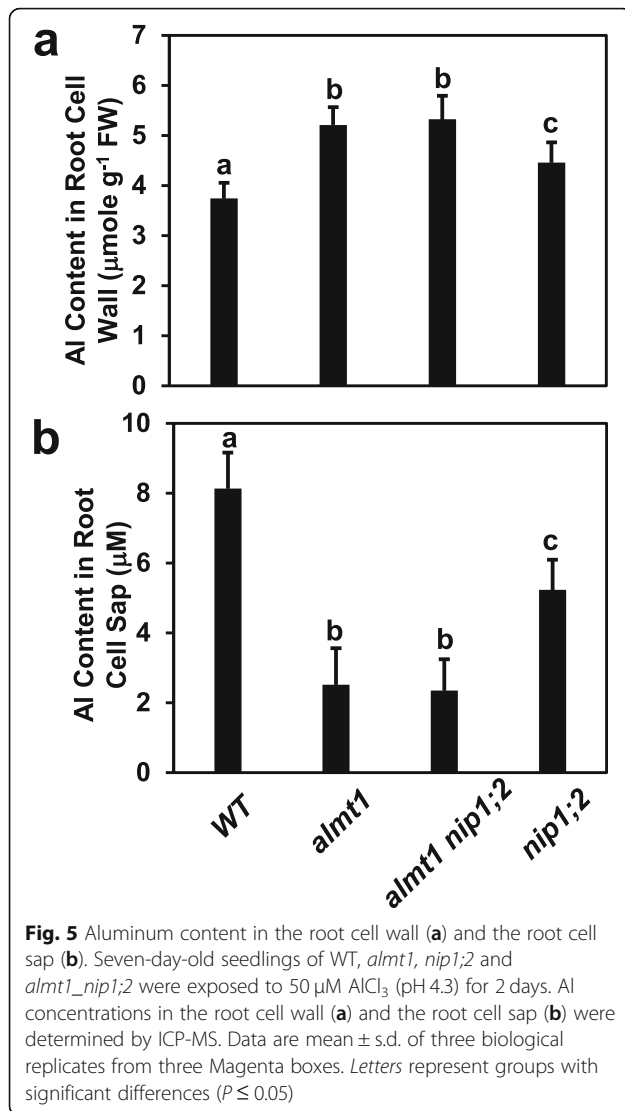 a
Al Content in Root Cell
Wall (µmole g⁻¹ FW)
7
6
5
4
3
2
1
0
a
b
b
c
b
Al Content in Root
Cell Sap (µM)
10
8
6
4
2
0
a
b
b
c
WT
almt1
almt1 nip1;2
nip1;2
Fig. 5 Aluminum content in the root cell wall (a) and the root cell
sap (b). Seven-day-old seedlings of WT, almt1, nip1;2 and
almt1_nip1;2 were exposed to 50 µM AlCl₃ (pH 4.3) for 2 days. Al
concentrations in the root cell wall (a) and the root cell sap (b) were
determined by ICP-MS. Data are mean ± s.d. of three biological
replicates from three Magenta boxes. Letters represent groups with
significant differences (P ≤ 0.05)